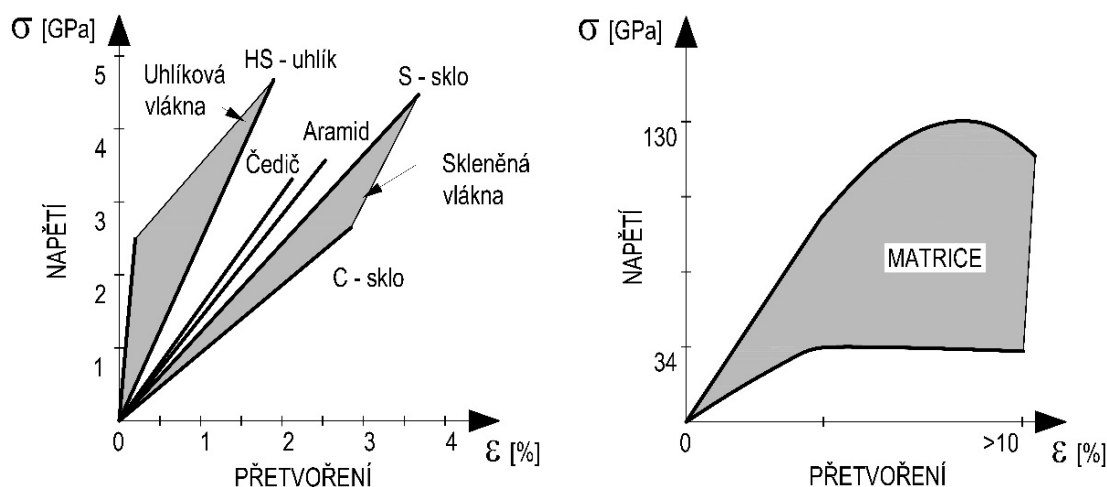 σ [GPa]
5
4
3
2
1
0
1
2
3
4
ε [%]
NAPĚTÍ
PŘETVOŘENÍ
Uhlíková
vlákna
HS - uhlík
Čedič
Aramid
S - sklo
Skleněná
vlákna
C - sklo
σ [GPa]
130
34
0
>10
ε [%]
NAPĚTÍ
PŘETVOŘENÍ
MATRICE